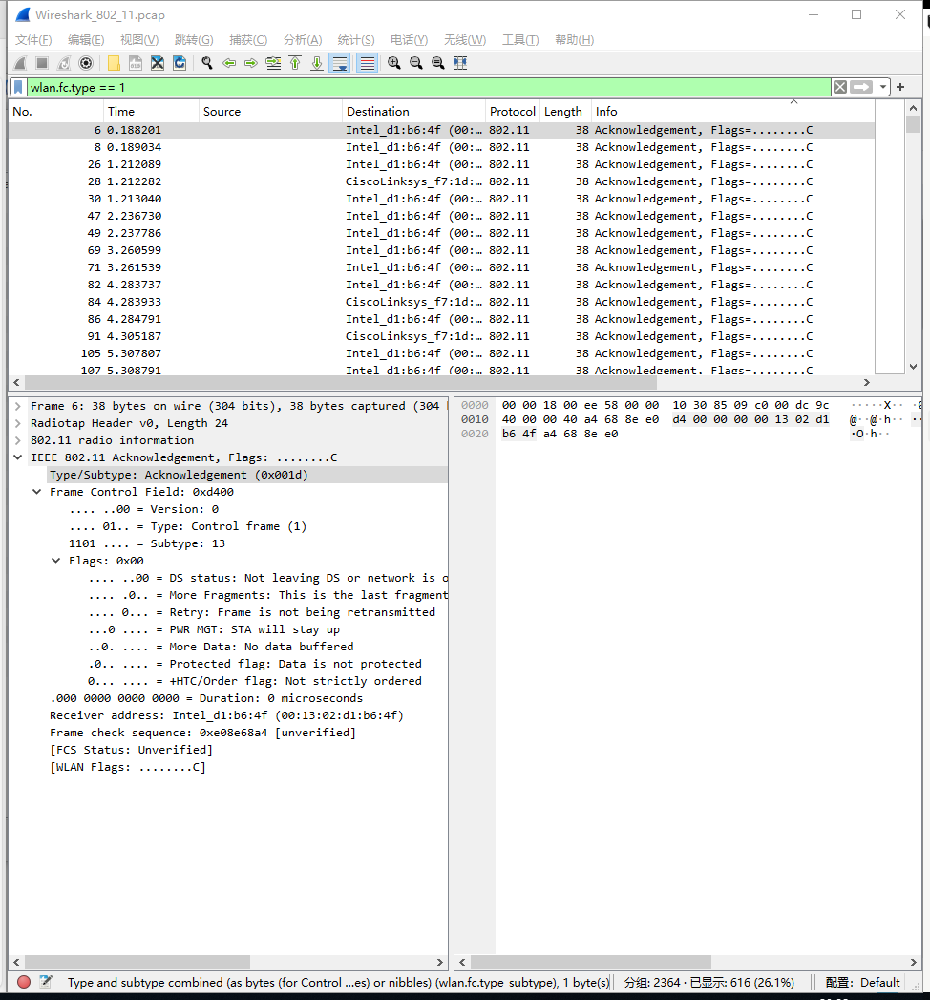 Wireshark_802_11.pcap
文件(F) 编辑(E) 视图(V) 跳转(G) 捕获(C) 分析(A) 统计(S) 电话(Y) 无线(W) 工具(T) 帮助(H)
wlan.fc.type == 1
No. Time Source Destination Protocol Length Info
6 0.188201 Intel_d1:b6:4f (00:… 802.11 38 Acknowledgement, Flags=........C
8 0.189034 Intel_d1:b6:4f (00:… 802.11 38 Acknowledgement, Flags=........C
26 1.212089 Intel_d1:b6:4f (00:… 802.11 38 Acknowledgement, Flags=........C
28 1.212282 CiscoLinksys_f7:1d:… 802.11 38 Acknowledgement, Flags=........C
30 1.213040 Intel_d1:b6:4f (00:… 802.11 38 Acknowledgement, Flags=........C
47 2.236730 Intel_d1:b6:4f (00:… 802.11 38 Acknowledgement, Flags=........C
49 2.237786 Intel_d1:b6:4f (00:… 802.11 38 Acknowledgement, Flags=........C
69 3.260599 Intel_d1:b6:4f (00:… 802.11 38 Acknowledgement, Flags=........C
71 3.261539 Intel_d1:b6:4f (00:… 802.11 38 Acknowledgement, Flags=........C
82 4.283737 Intel_d1:b6:4f (00:… 802.11 38 Acknowledgement, Flags=........C
84 4.283933 CiscoLinksys_f7:1d:… 802.11 38 Acknowledgement, Flags=........C
86 4.284791 Intel_d1:b6:4f (00:… 802.11 38 Acknowledgement, Flags=........C
91 4.305187 CiscoLinksys_f7:1d:… 802.11 38 Acknowledgement, Flags=........C
105 5.307807 Intel_d1:b6:4f (00:… 802.11 38 Acknowledgement, Flags=........C
107 5.308791 Intel_d1:b6:4f (00:… 802.11 38 Acknowledgement, Flags=........C
Frame 6: 38 bytes on wire (304 bits), 38 bytes captured (304
Radiotap Header v0, Length 24
802.11 radio information
IEEE 802.11 Acknowledgement, Flags: ........C
Type/Subtype: Acknowledgement (0x001d)
Frame Control Field: 0xd400
.... ..00 = Version: 0
.... 01.. = Type: Control frame (1)
1101 .... = Subtype: 13
Flags: 0x00
.... ..00 = DS status: Not leaving DS or network is o
.... .0.. = More Fragments: This is the last fragment
.... 0... = Retry: Frame is not being retransmitted
...0 .... = PWR MGT: STA will stay up
..0. .... = More Data: No data buffered
.0.. .... = Protected flag: Data is not protected
0... .... = +HTC/Order flag: Not strictly ordered
.000 0000 0000 0000 = Duration: 0 microseconds
Receiver address: Intel_d1:b6:4f (00:13:02:d1:b6:4f)
Frame check sequence: 0xe08e68a4 [unverified]
[FCS Status: Unverified]
[WLAN Flags: ........C]
0000 00 00 18 00 ee 58 00 00 10 30 85 09 c0 00 dc 9c ·····X·· ·0
0010 40 00 00 40 a4 68 8e e0 d4 00 00 00 00 13 02 d1 @··@·h·· ··
0020 b6 4f a4 68 8e e0 ·O·h··
Type and subtype combined (as bytes (for Control …es) or nibbles) (wlan.fc.type_subtype), 1 byte(s) 分组: 2364 · 已显示: 616 (26.1%) 配置: Default